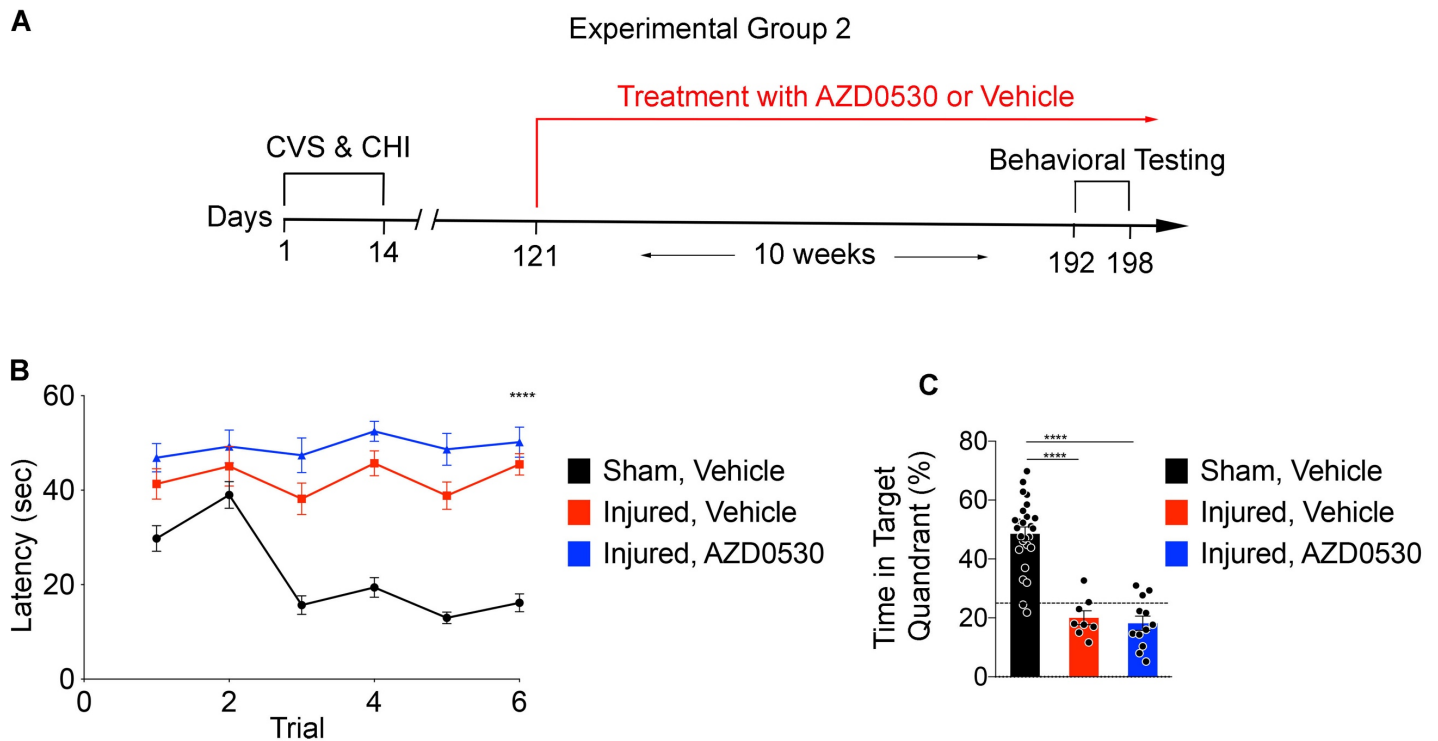 A
Experimental Group 2
Treatment with AZD0530 or Vehicle
CVS & CHI
Behavioral Testing
Days
1
14
121
10 weeks
192
198
B
60
40
20
0
Latency (sec)
0
2
4
6
Trial
****
Sham, Vehicle
Injured, Vehicle
Injured, AZD0530
C
80
60
40
20
0
Time in Target
Quandrant (%)
****
****
Sham, Vehicle
Injured, Vehicle
Injured, AZD0530